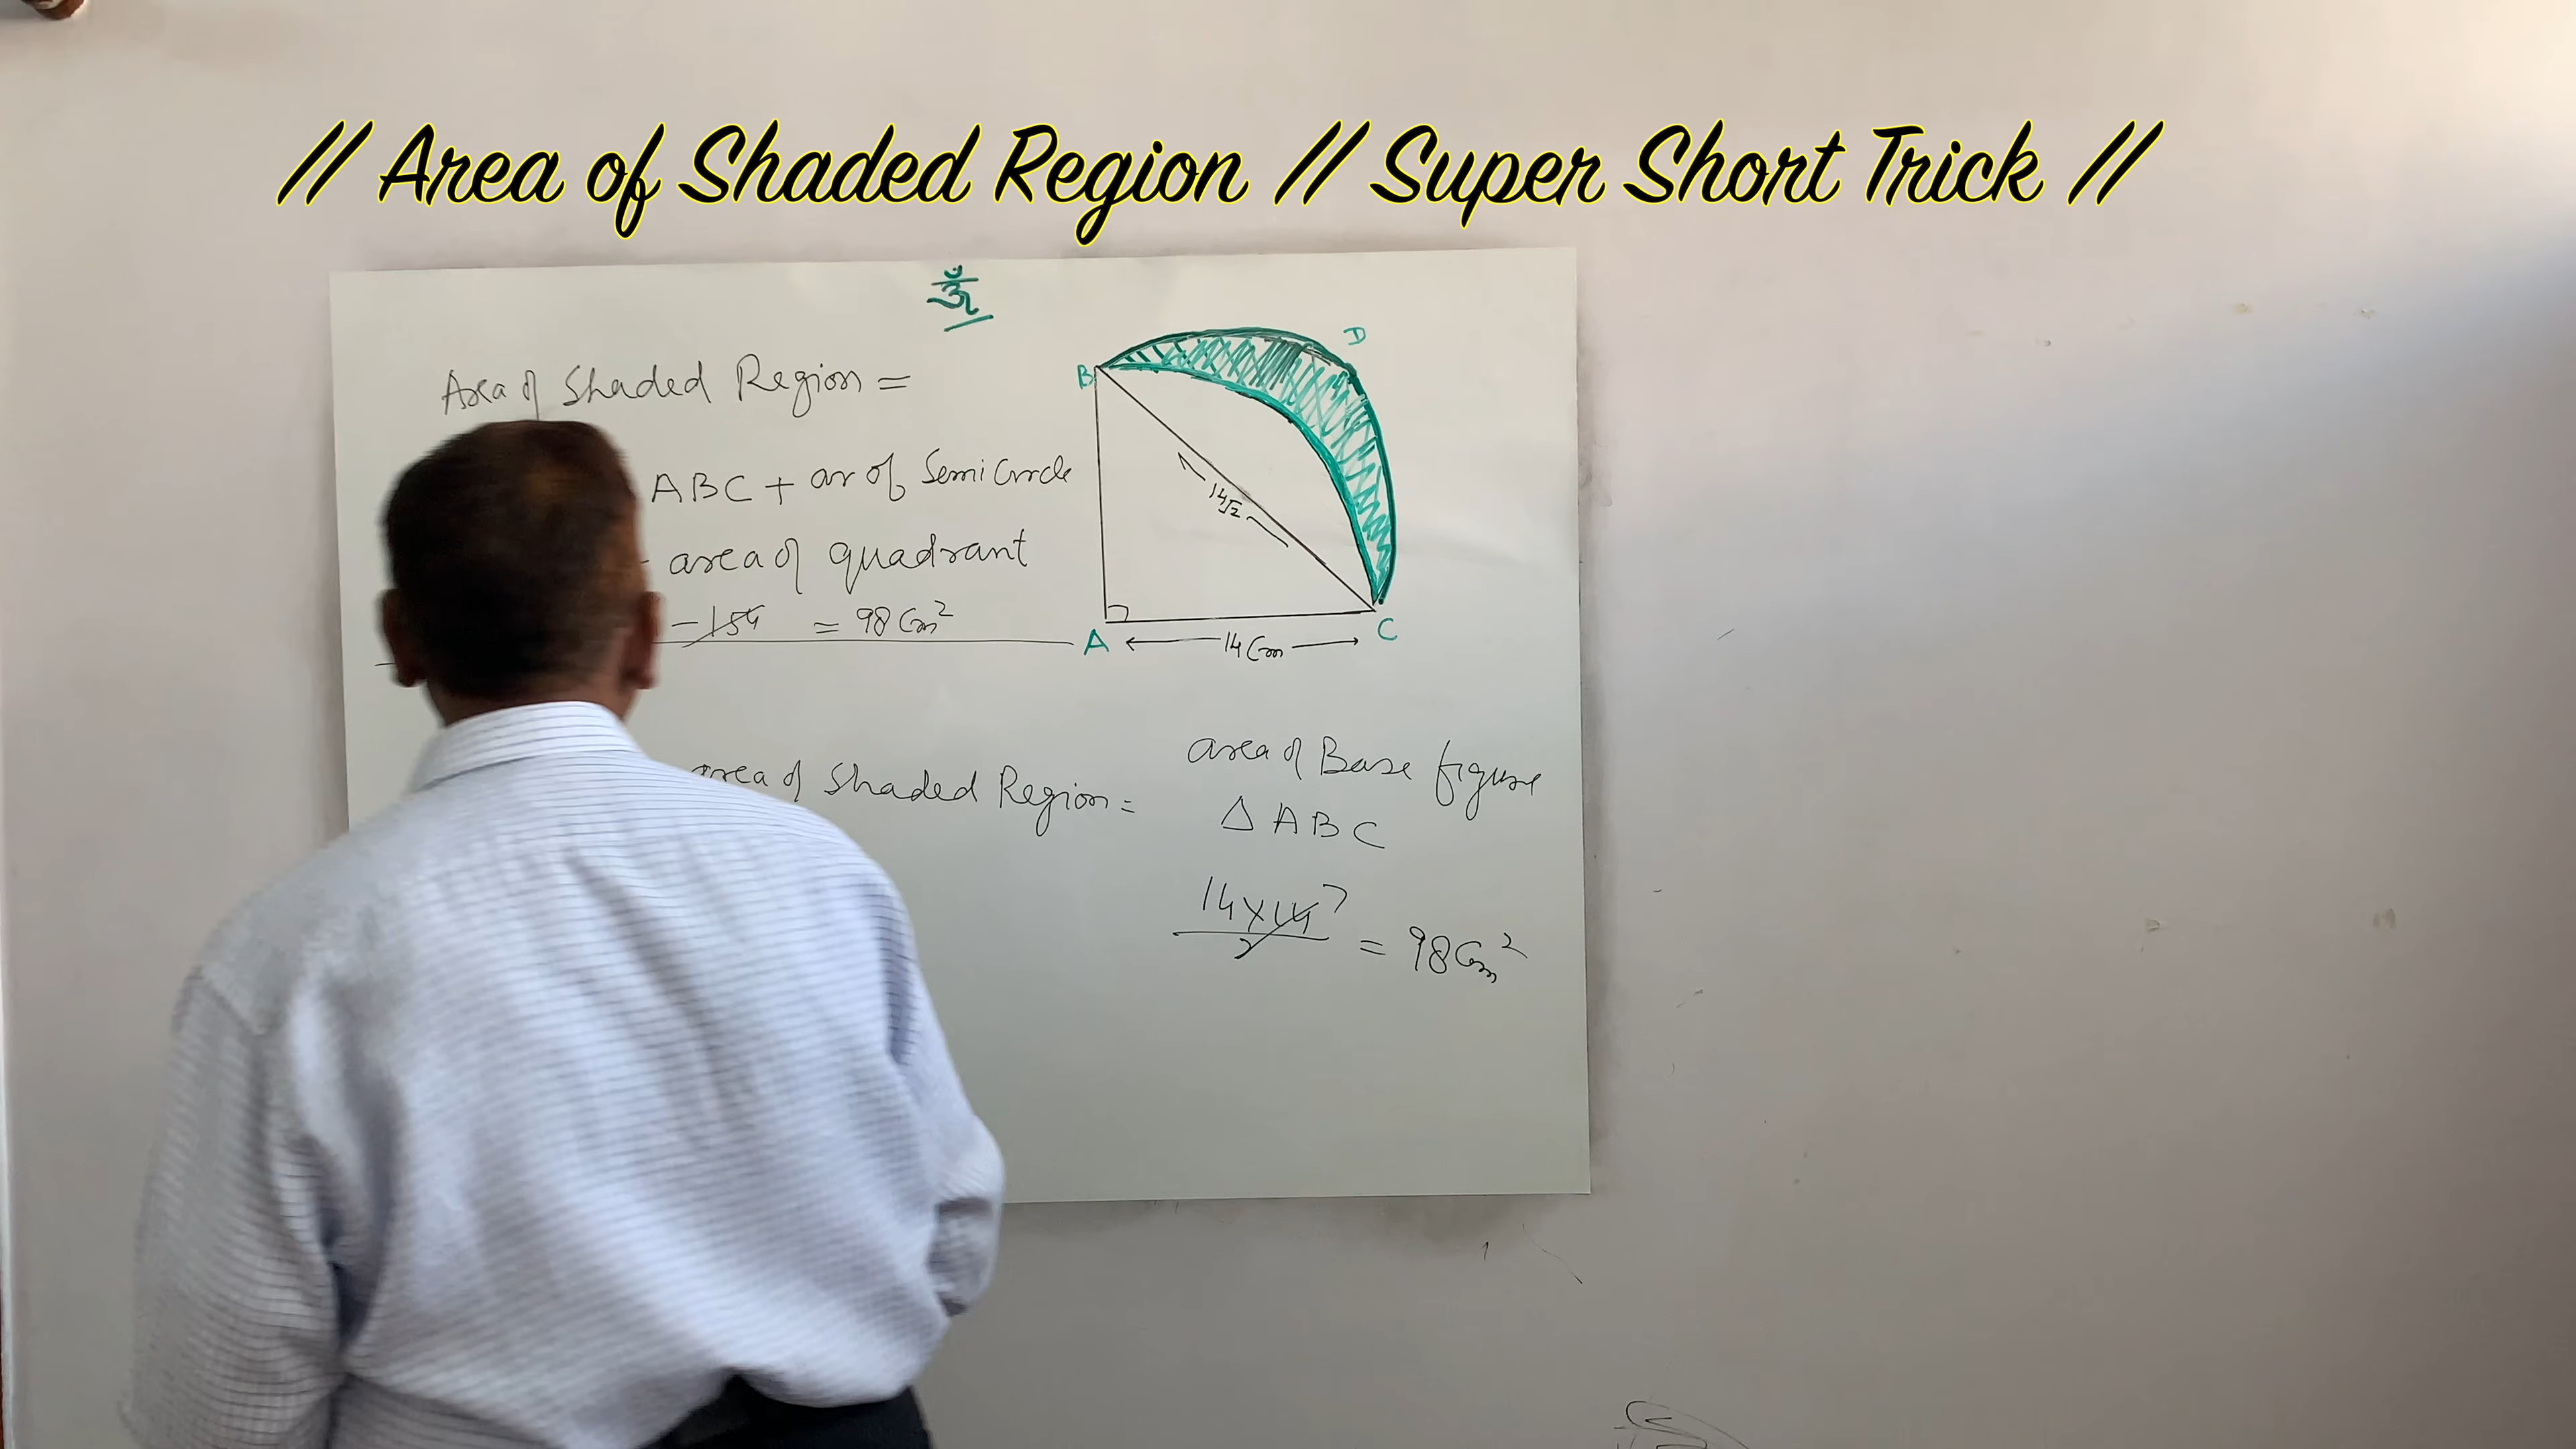 // Area of Shaded Region // Super Short Trick //
ॐ
Area of Shaded Region =
ABC + ar of Semi Circle
- area of quadrant
- 154 = 98 Cm²
B
D
14√2
A
14 Cm
C
area of Shaded Region =
area of Base figure
Δ ABC
14×14 7
2
= 98 Cm²